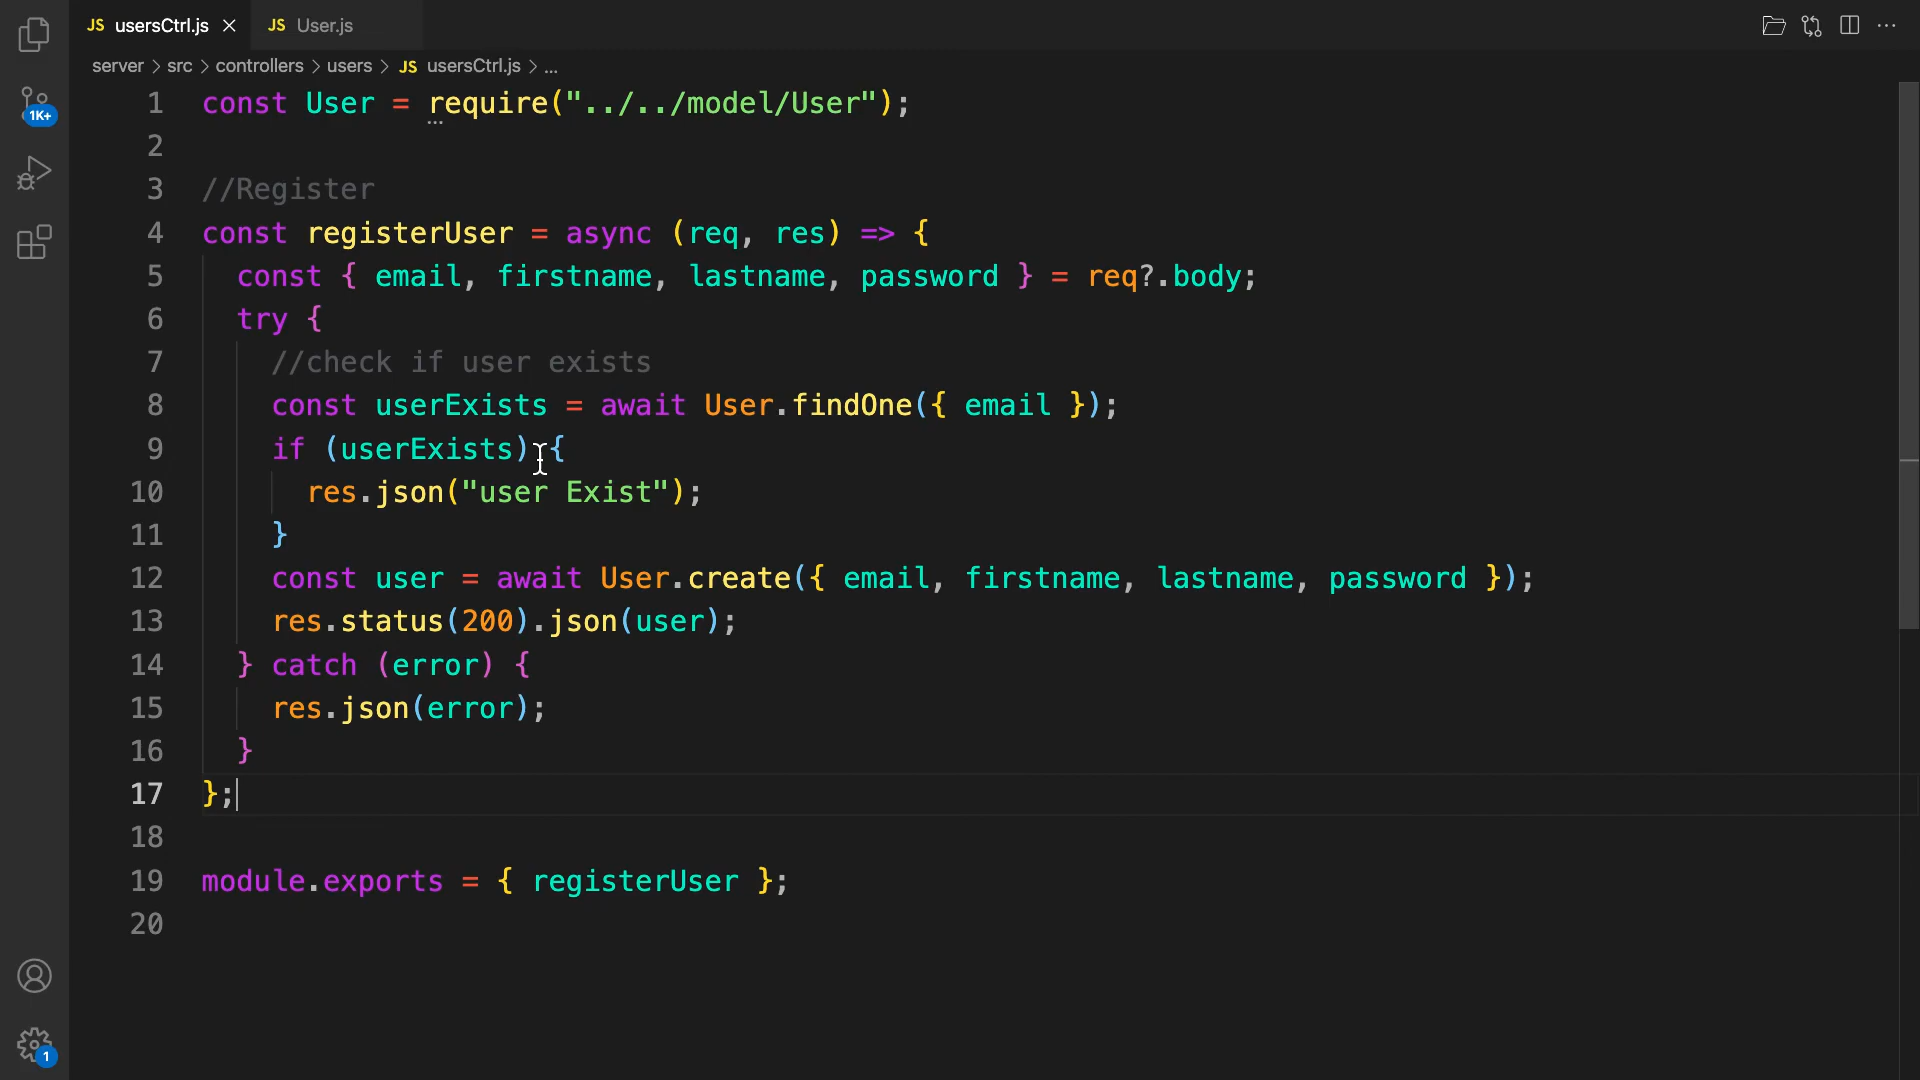 JS usersCtrl.js
JS User.js
server > src > controllers > users > JS usersCtrl.js > ...
1K+
1 const User = require("../../model/User");
2
3 //Register
4 const registerUser = async (req, res) => {
5   const { email, firstname, lastname, password } = req?.body;
6   try {
7     //check if user exists
8     const userExists = await User.findOne({ email });
9     if (userExists) {
10       res.json("user Exist");
11     }
12     const user = await User.create({ email, firstname, lastname, password });
13     res.status(200).json(user);
14   } catch (error) {
15     res.json(error);
16   }
17 };
18
19 module.exports = { registerUser };
20
1